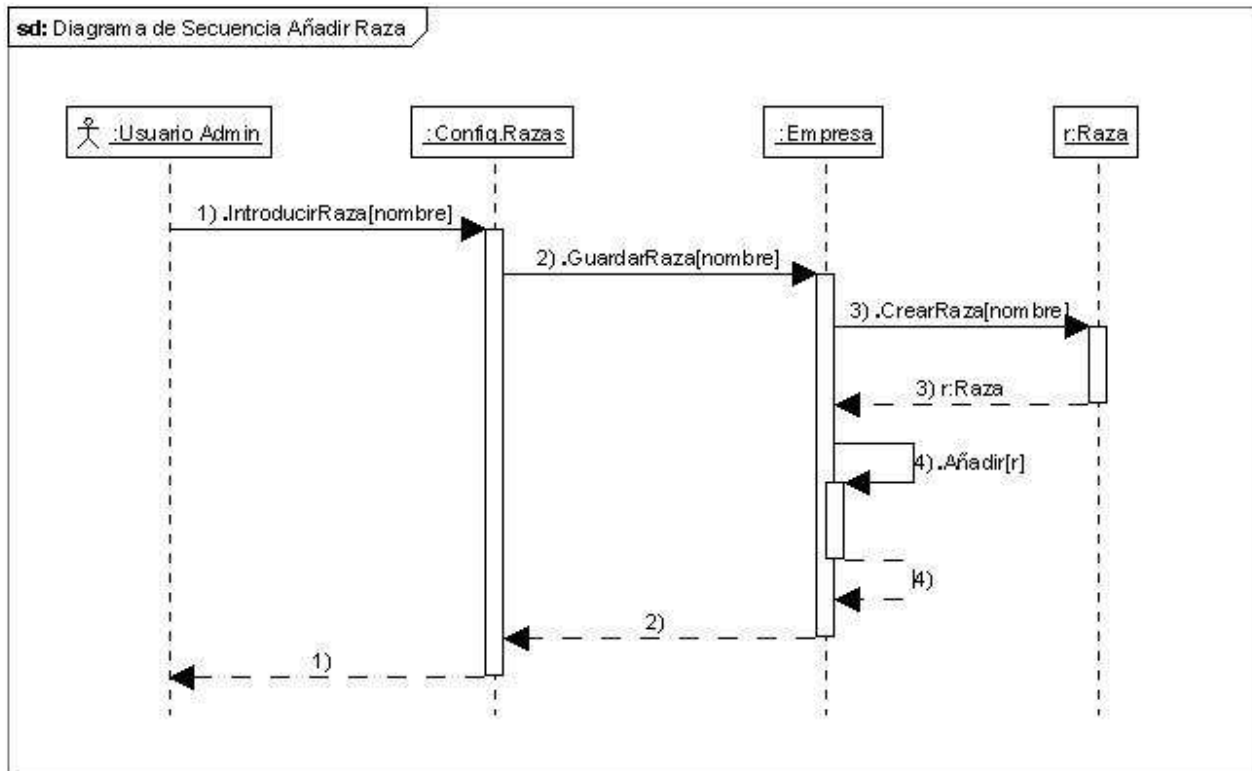 sd: Diagrama de Secuencia Añadir Raza
:Usuario Admin
:Config.Razas
:Empresa
r:Raza
1) .IntroducirRaza[nombre]
2) .GuardarRaza[nombre]
3) .CrearRaza[nombre]
3) r:Raza
4) .Añadir[r]
4)
2)
1)